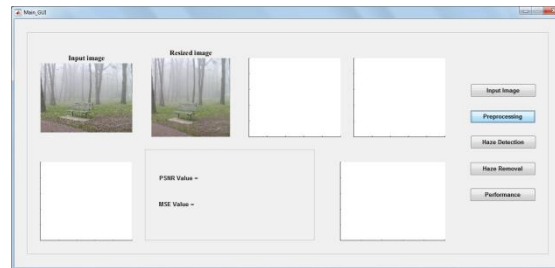 Main_GUI
Input image
Resized image
Input Image
Preprocessing
Haze Detection
Haze Removal
Performance
PSNR Value =
MSE Value =